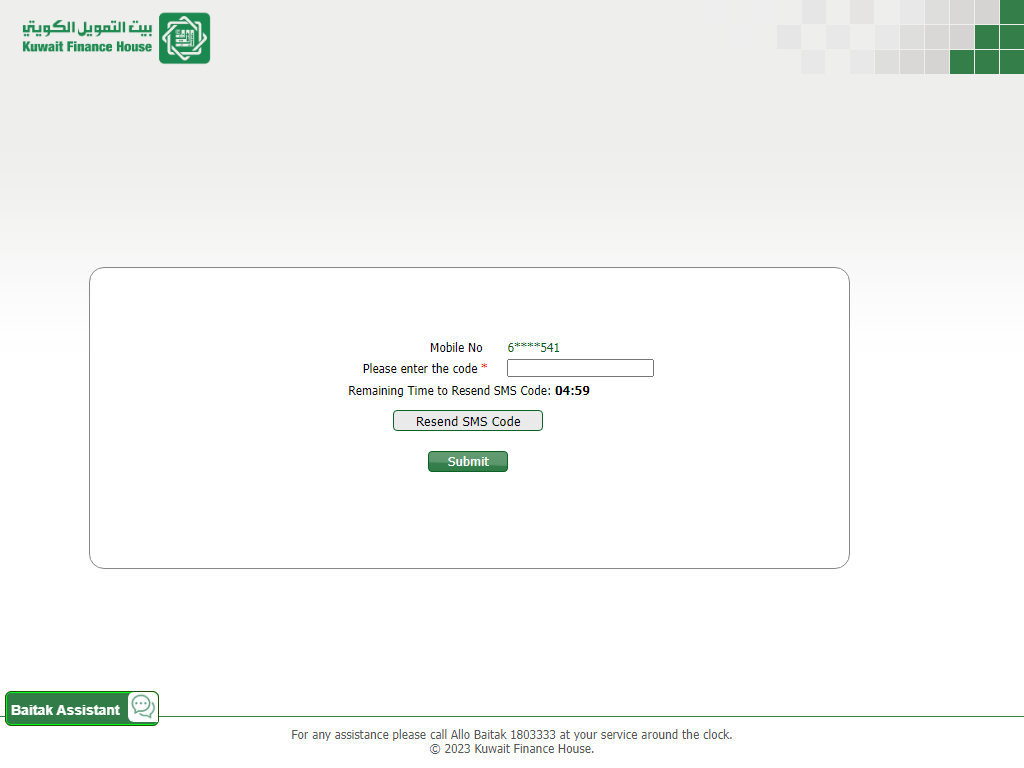 بيت التمويل الكويتي
Kuwait Finance House
Mobile No 6****541
Please enter the code *
Remaining Time to Resend SMS Code: 04:59
Resend SMS Code
Submit
Baitak Assistant
For any assistance please call Allo Baitak 1803333 at your service around the clock.
© 2023 Kuwait Finance House.